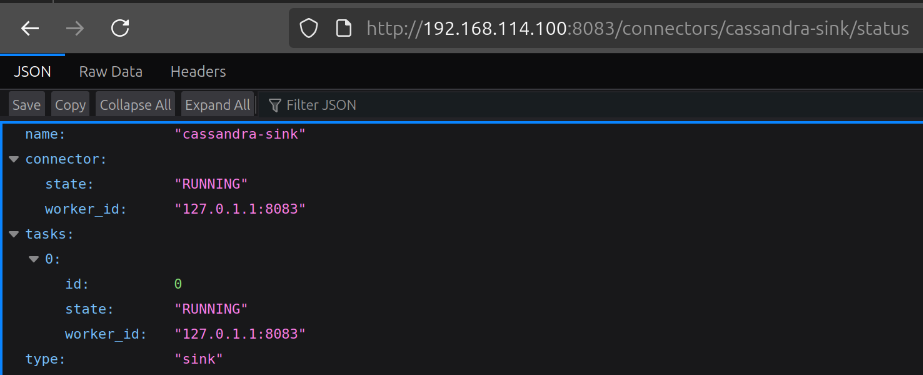 http://192.168.114.100:8083/connectors/cassandra-sink/status
JSON Raw Data Headers
Save Copy Collapse All Expand All Filter JSON
name: "cassandra-sink"
connector:
state: "RUNNING"
worker_id: "127.0.1.1:8083"
tasks:
0:
id: 0
state: "RUNNING"
worker_id: "127.0.1.1:8083"
type: "sink"